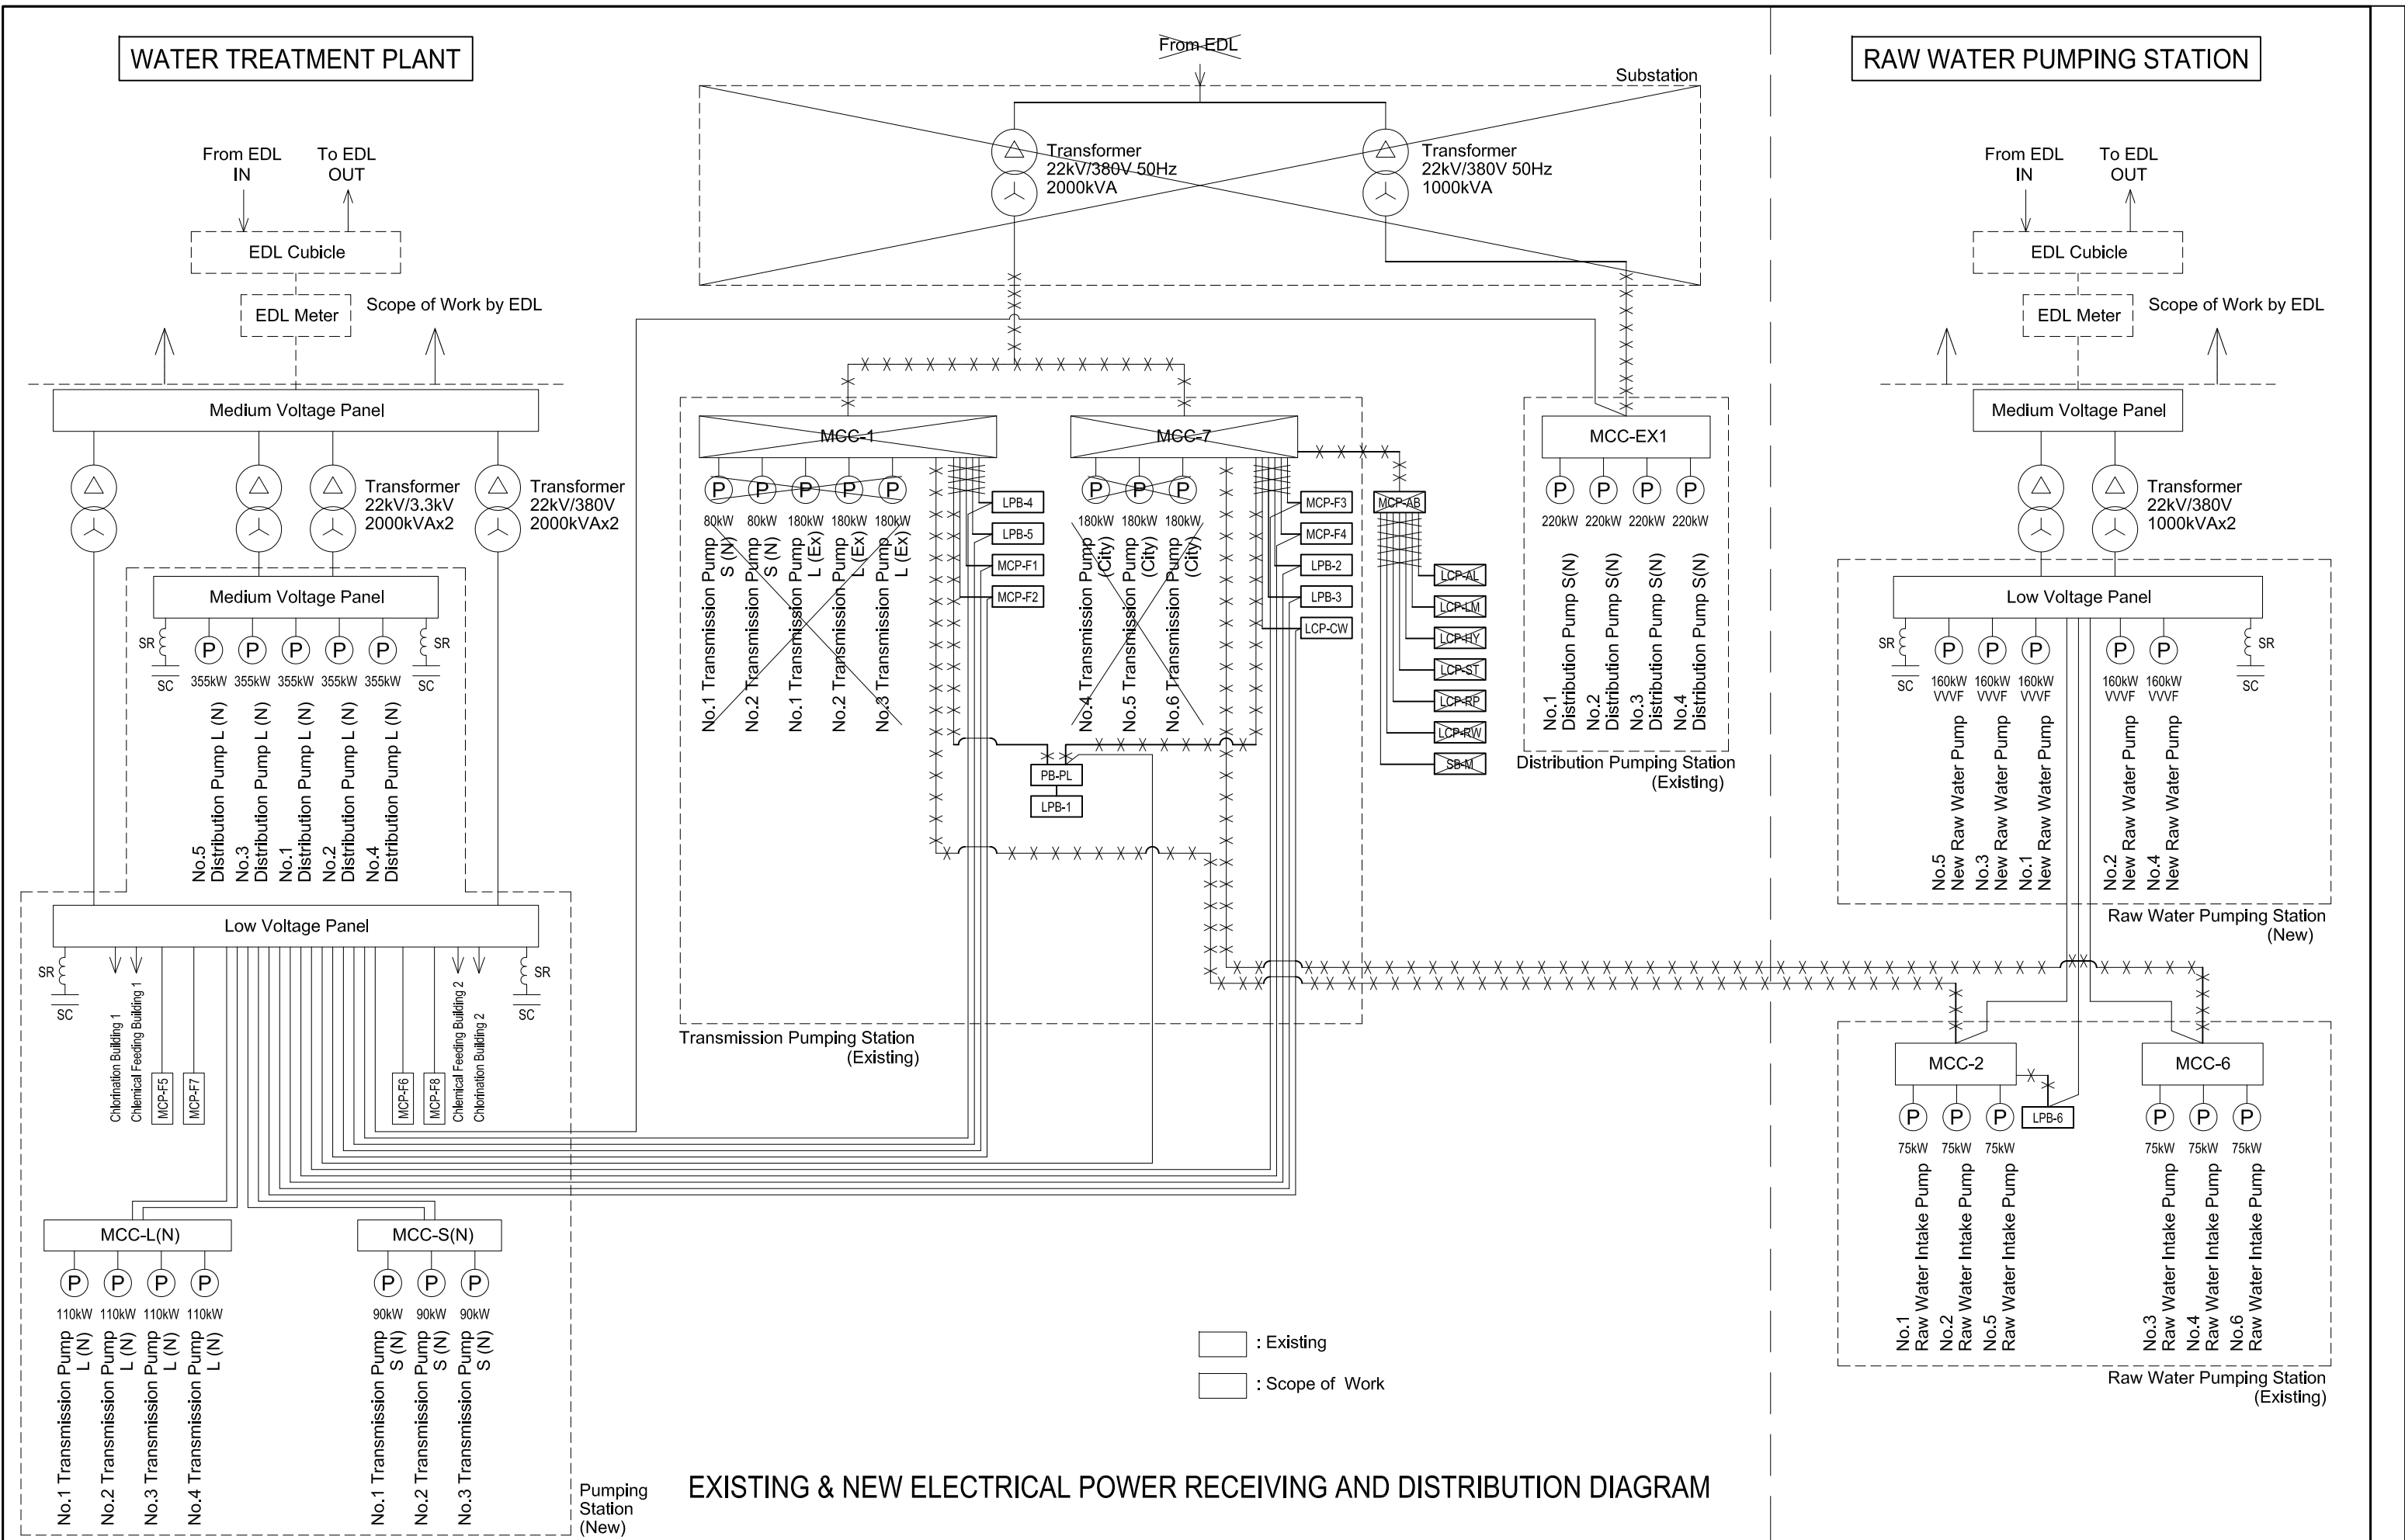 WATER TREATMENT PLANT
From EDL
IN
To EDL
OUT
EDL Cubicle
EDL Meter
Scope of Work by EDL
Medium Voltage Panel
Transformer
22kV/3.3kV
2000kVAx2
Transformer
22kV/380V
2000kVAx2
Medium Voltage Panel
SR
SC
P
P
P
P
P
SR
SC
355kW
355kW
355kW
355kW
355kW
No.5
Distribution Pump L (N)
No.3
Distribution Pump L (N)
No.1
Distribution Pump L (N)
No.2
Distribution Pump L (N)
No.4
Distribution Pump L (N)
Low Voltage Panel
SR
SC
Chlorination Building 1
Chlemical Feeding Building 1
MCP-F5
MCP-F7
MCP-F6
MCP-F8
Chlemical Feeding Building 2
Chlorination Building 2
SR
SC
MCC-L(N)
P
P
P
P
110kW
110kW
110kW
110kW
No.1 Transmission Pump
L (N)
No.2 Transmission Pump
L (N)
No.3 Transmission Pump
L (N)
No.4 Transmission Pump
L (N)
MCC-S(N)
P
P
P
90kW
90kW
90kW
No.1 Transmission Pump
S (N)
No.2 Transmission Pump
S (N)
No.3 Transmission Pump
S (N)
Pumping
Station
(New)
From EDL
Substation
Transformer
22kV/380V 50Hz
2000kVA
Transformer
22kV/380V 50Hz
1000kVA
MCC-1
P
P
P
P
P
80kW
80kW
180kW
180kW
180kW
No.1 Transmission Pump
S (N)
No.2 Transmission Pump
S (N)
No.1 Transmission Pump
L (Ex)
No.2 Transmission Pump
L (Ex)
No.3 Transmission Pump
L (Ex)
LPB-4
LPB-5
MCP-F1
MCP-F2
MCC-7
P
P
P
180kW
180kW
180kW
No.4 Transmission Pump
(City)
No.5 Transmission Pump
(City)
No.6 Transmission Pump
(City)
MCP-F3
MCP-F4
LPB-2
LPB-3
LCP-CW
PB-PL
LPB-1
MCP-AB
LCP-AL
LCP-LM
LCP-HY
LCP-ST
LCP-RP
LCP-RW
SB-M
Transmission Pumping Station
(Existing)
MCC-EX1
P
P
P
P
220kW
220kW
220kW
220kW
No.1
Distribution Pump S(N)
No.2
Distribution Pump S(N)
No.3
Distribution Pump S(N)
No.4
Distribution Pump S(N)
Distribution Pumping Station
(Existing)
: Existing
: Scope of Work
EXISTING & NEW ELECTRICAL POWER RECEIVING AND DISTRIBUTION DIAGRAM
RAW WATER PUMPING STATION
From EDL
IN
To EDL
OUT
EDL Cubicle
EDL Meter
Scope of Work by EDL
Medium Voltage Panel
Transformer
22kV/380V
1000kVAx2
Low Voltage Panel
SR
SC
P
P
P
P
P
SR
SC
160kW
VVVF
160kW
VVVF
160kW
VVVF
160kW
VVVF
160kW
VVVF
No.5
New Raw Water Pump
No.3
New Raw Water Pump
No.1
New Raw Water Pump
No.2
New Raw Water Pump
No.4
New Raw Water Pump
Raw Water Pumping Station
(New)
MCC-2
P
P
P
75kW
75kW
75kW
LPB-6
No.1
Raw Water Intake Pump
No.2
Raw Water Intake Pump
No.5
Raw Water Intake Pump
MCC-6
P
P
P
75kW
75kW
75kW
No.3
Raw Water Intake Pump
No.4
Raw Water Intake Pump
No.6
Raw Water Intake Pump
Raw Water Pumping Station
(Existing)